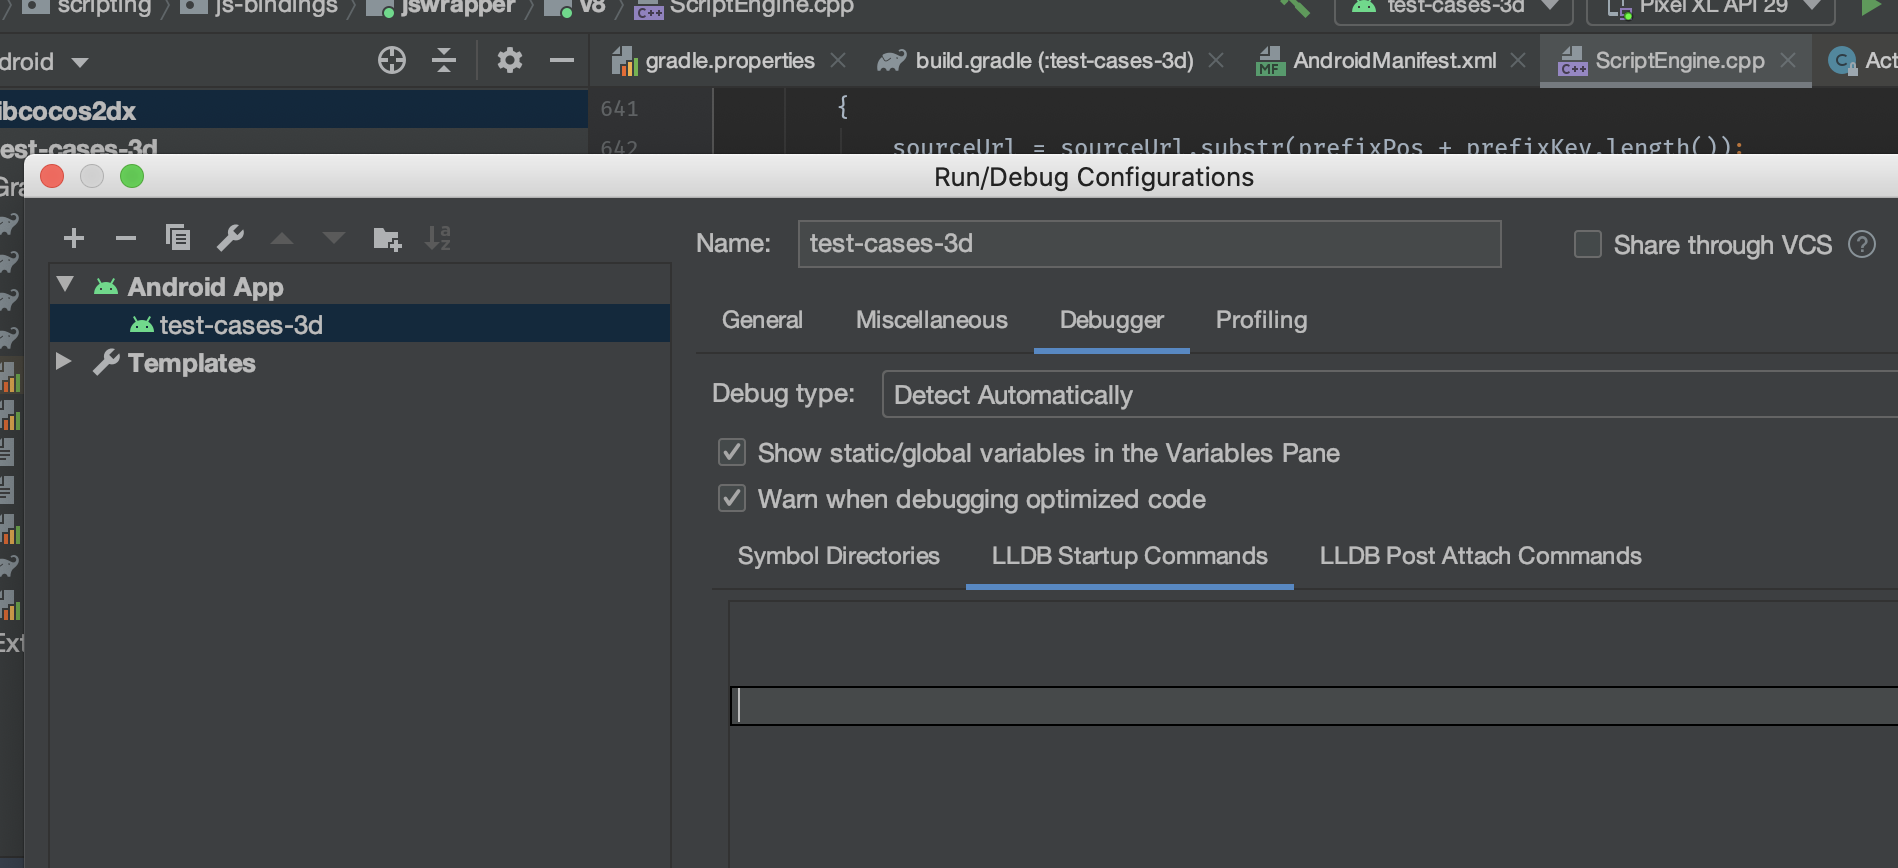 scripting js-bindings jswrapper v8 ScriptEngine.cpp test-cases-3d Pixel XL API 29
droid gradle.properties build.gradle (:test-cases-3d) AndroidManifest.xml ScriptEngine.cpp Act
ibcocos2dx 641 {
est-cases-3d 642 sourceUrl = sourceUrl.substr(prefixPos + prefixKey.length());
Gra
Run/Debug Configurations
Name: test-cases-3d Share through VCS ?
Android App
test-cases-3d
Templates
General Miscellaneous Debugger Profiling
Debug type: Detect Automatically
Show static/global variables in the Variables Pane
Warn when debugging optimized code
Symbol Directories LLDB Startup Commands LLDB Post Attach Commands
Ext